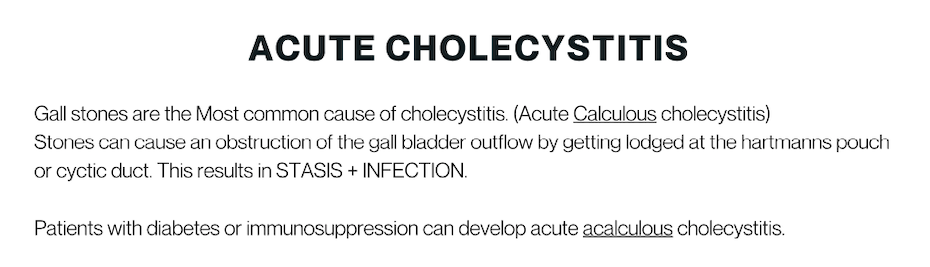 ACUTE CHOLECYSTITIS
Gall stones are the Most common cause of cholecystitis. (Acute Calculous cholecystitis)
Stones can cause an obstruction of the gall bladder outflow by getting lodged at the hartmanns pouch
or cyctic duct. This results in STASIS + INFECTION.
Patients with diabetes or immunosuppression can develop acute acalculous cholecystitis.